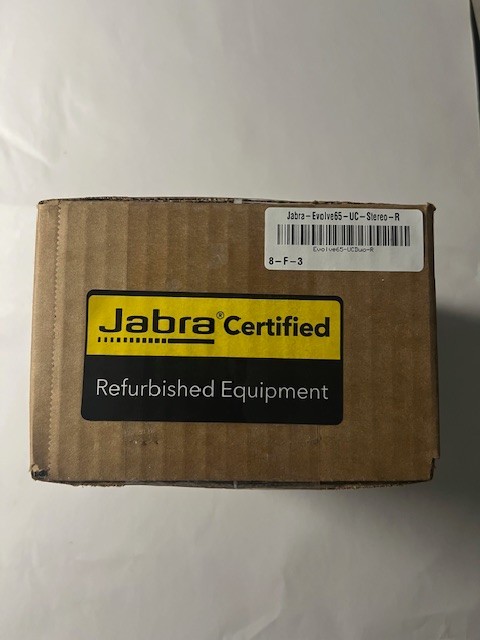 Jabra-Evolve65-UC-Stereo-R
Evolve65-UCDuo-R
8-F-3
Jabra® Certified
Refurbished Equipment